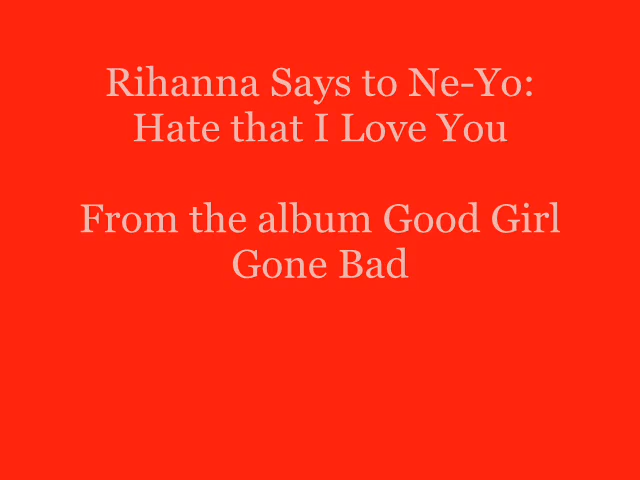 Rihanna Says to Ne-Yo:
Hate that I Love You
From the album Good Girl
Gone Bad